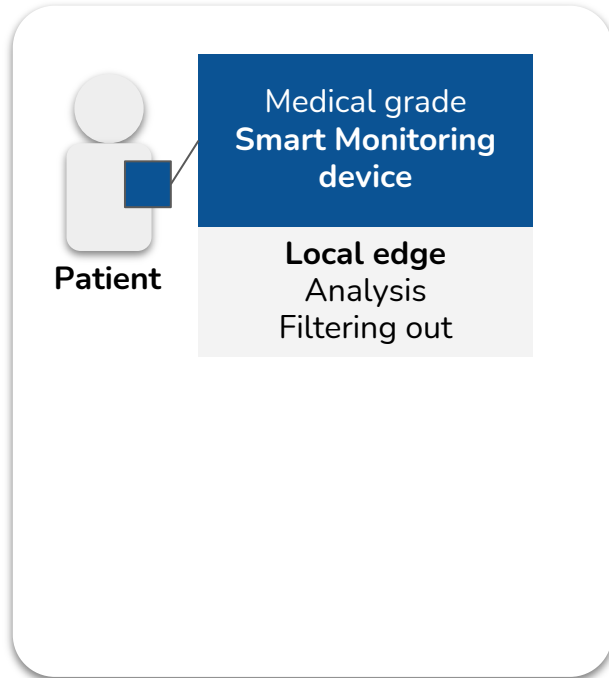 Medical grade
Smart Monitoring
device
Local edge
Analysis
Filtering out
Patient